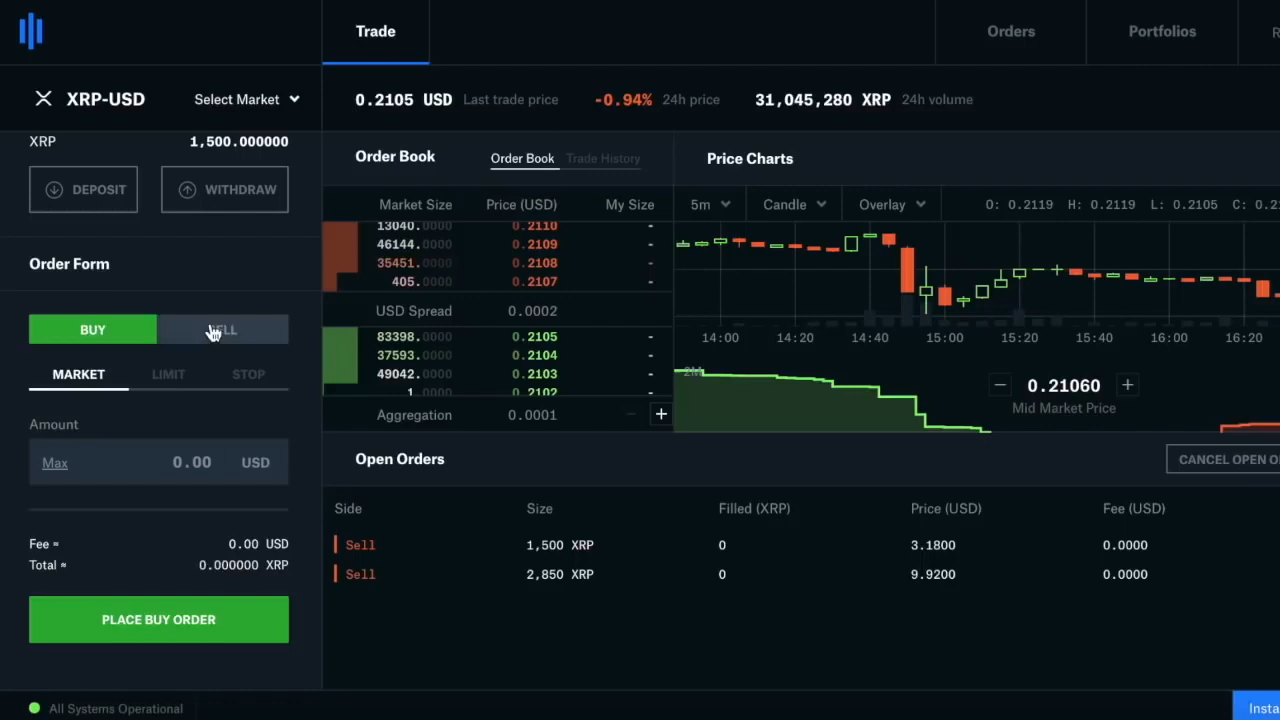 Trade
Orders
Portfolios
XRP-USD
Select Market
0.2105 USD Last trade price
-0.94% 24h price
31,045,280 XRP 24h volume
XRP 1,500.000000
DEPOSIT
WITHDRAW
Order Form
BUY
MARKET LIMIT STOP
Amount
Max 0.00 USD
Fee ≈ 0.00 USD
Total ≈ 0.000000 XRP
PLACE BUY ORDER
Order Book
Order Book Trade History
Market Size Price (USD) My Size
13040.0000 0.2110 -
46144.0000 0.2109 -
35451.0000 0.2108 -
405.0000 0.2107 -
USD Spread 0.0002
83398.0000 0.2105 -
37593.0000 0.2104 -
49042.0000 0.2103 -
1.0000 0.2102 -
Aggregation 0.0001 - +
Price Charts
5m Candle Overlay
O: 0.2119 H: 0.2119 L: 0.2105
14:00 14:20 14:40 15:00 15:20 15:40 16:00 16:20
2M
- 0.21060 +
Mid Market Price
Open Orders
CANCEL OPEN
Side Size Filled (XRP) Price (USD) Fee (USD)
Sell 1,500 XRP 0 3.1800 0.0000
Sell 2,850 XRP 0 9.9200 0.0000
All Systems Operational